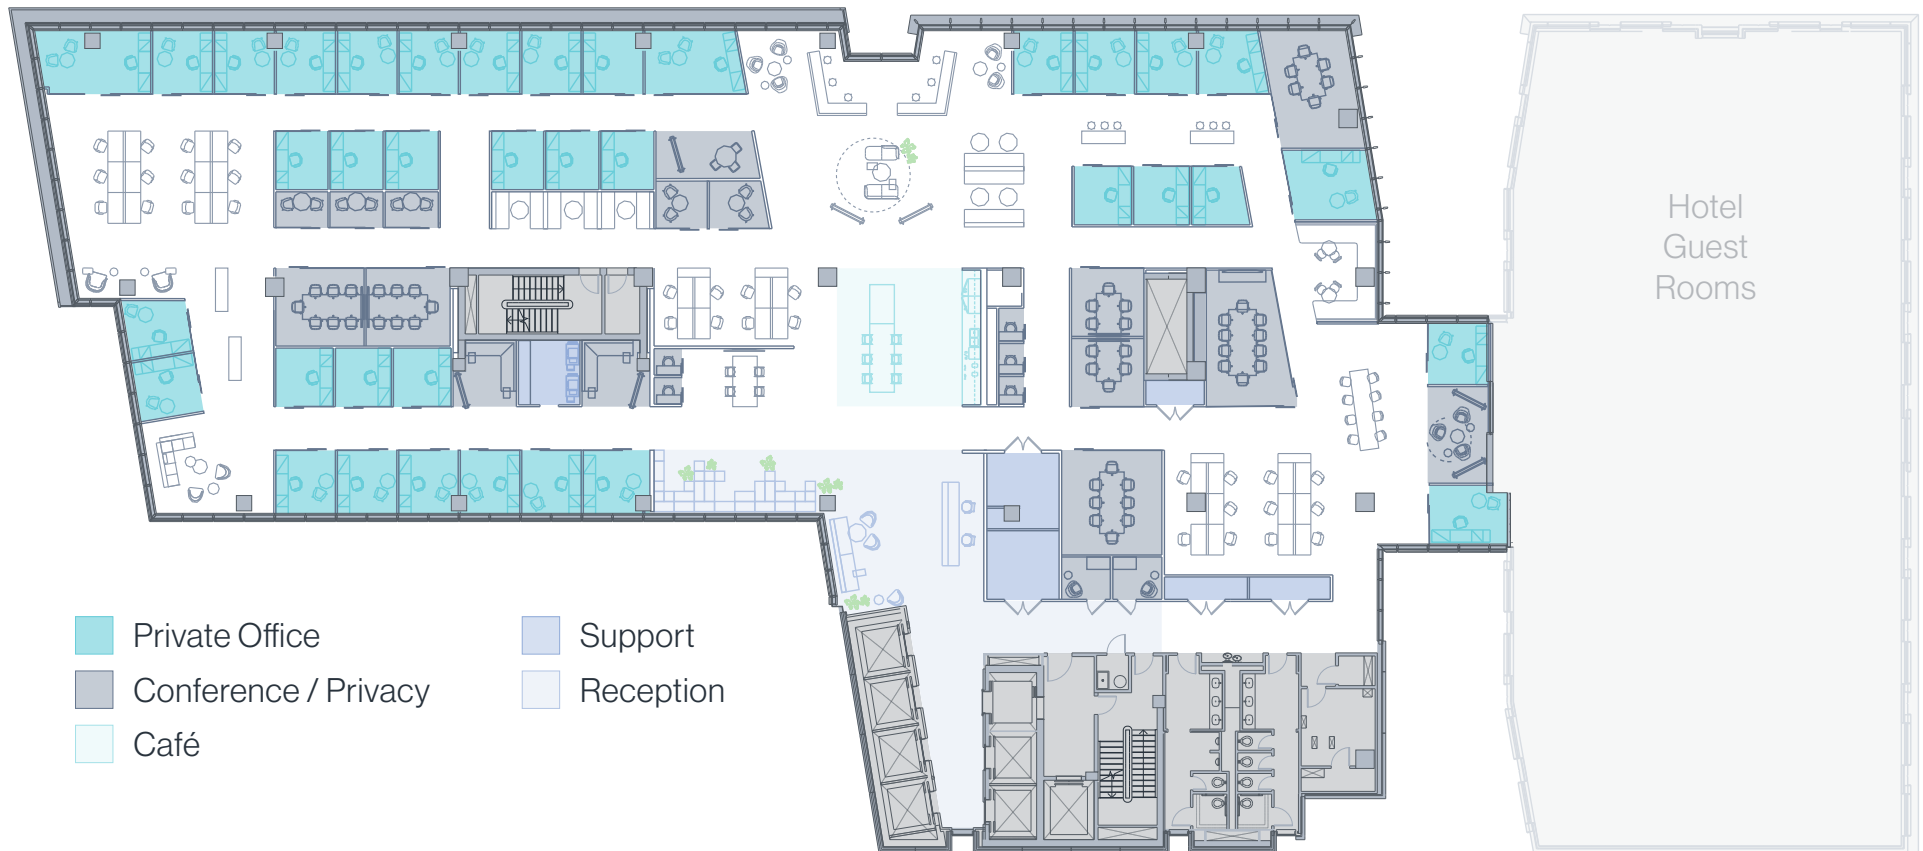 Hotel
Guest
Rooms
Private Office
Conference / Privacy
Café
Support
Reception